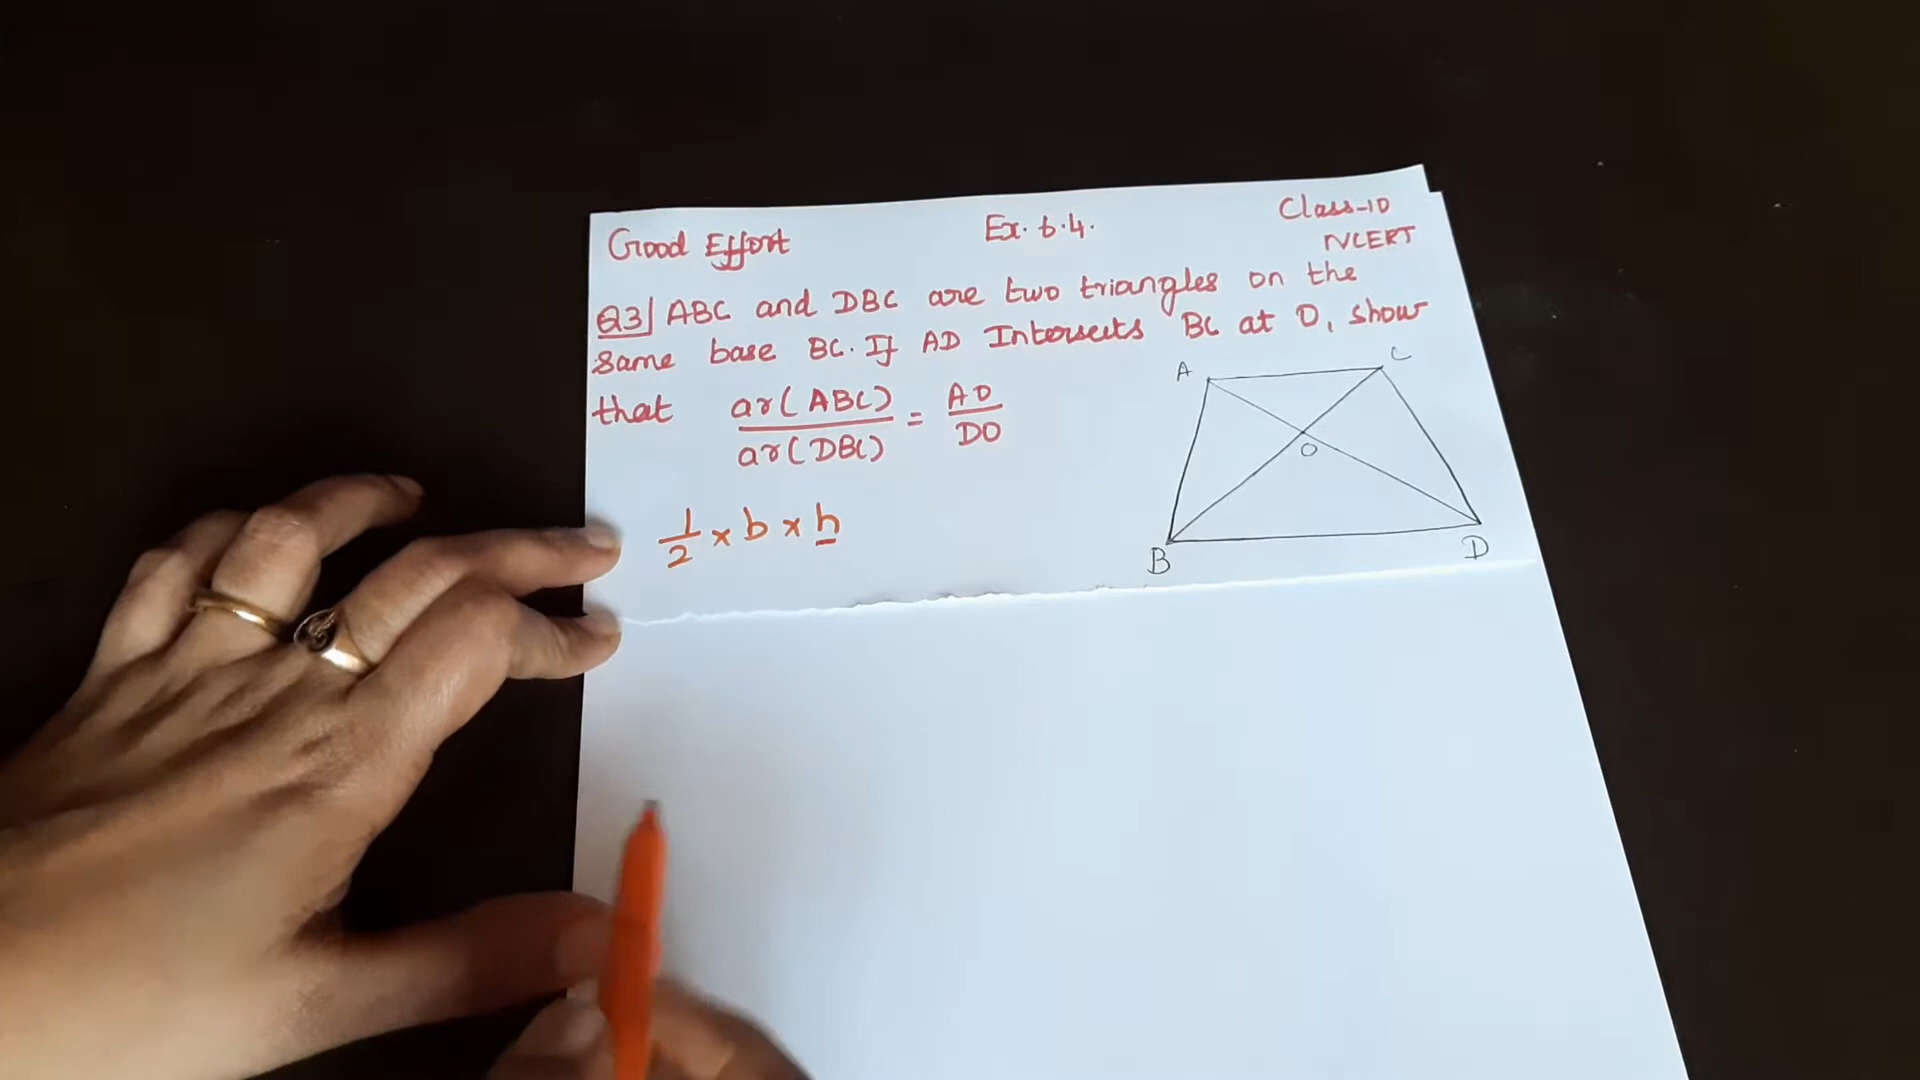 Good Effort
Ex. 6.4.
Class-10
NCERT
Q3| ABC and DBC are two triangles on the
same base BC. If AD Intersects BC at O, show
that ar(ABC)/ar(DBC) = AO/DO
1/2 × b × h
A
C
O
B
D